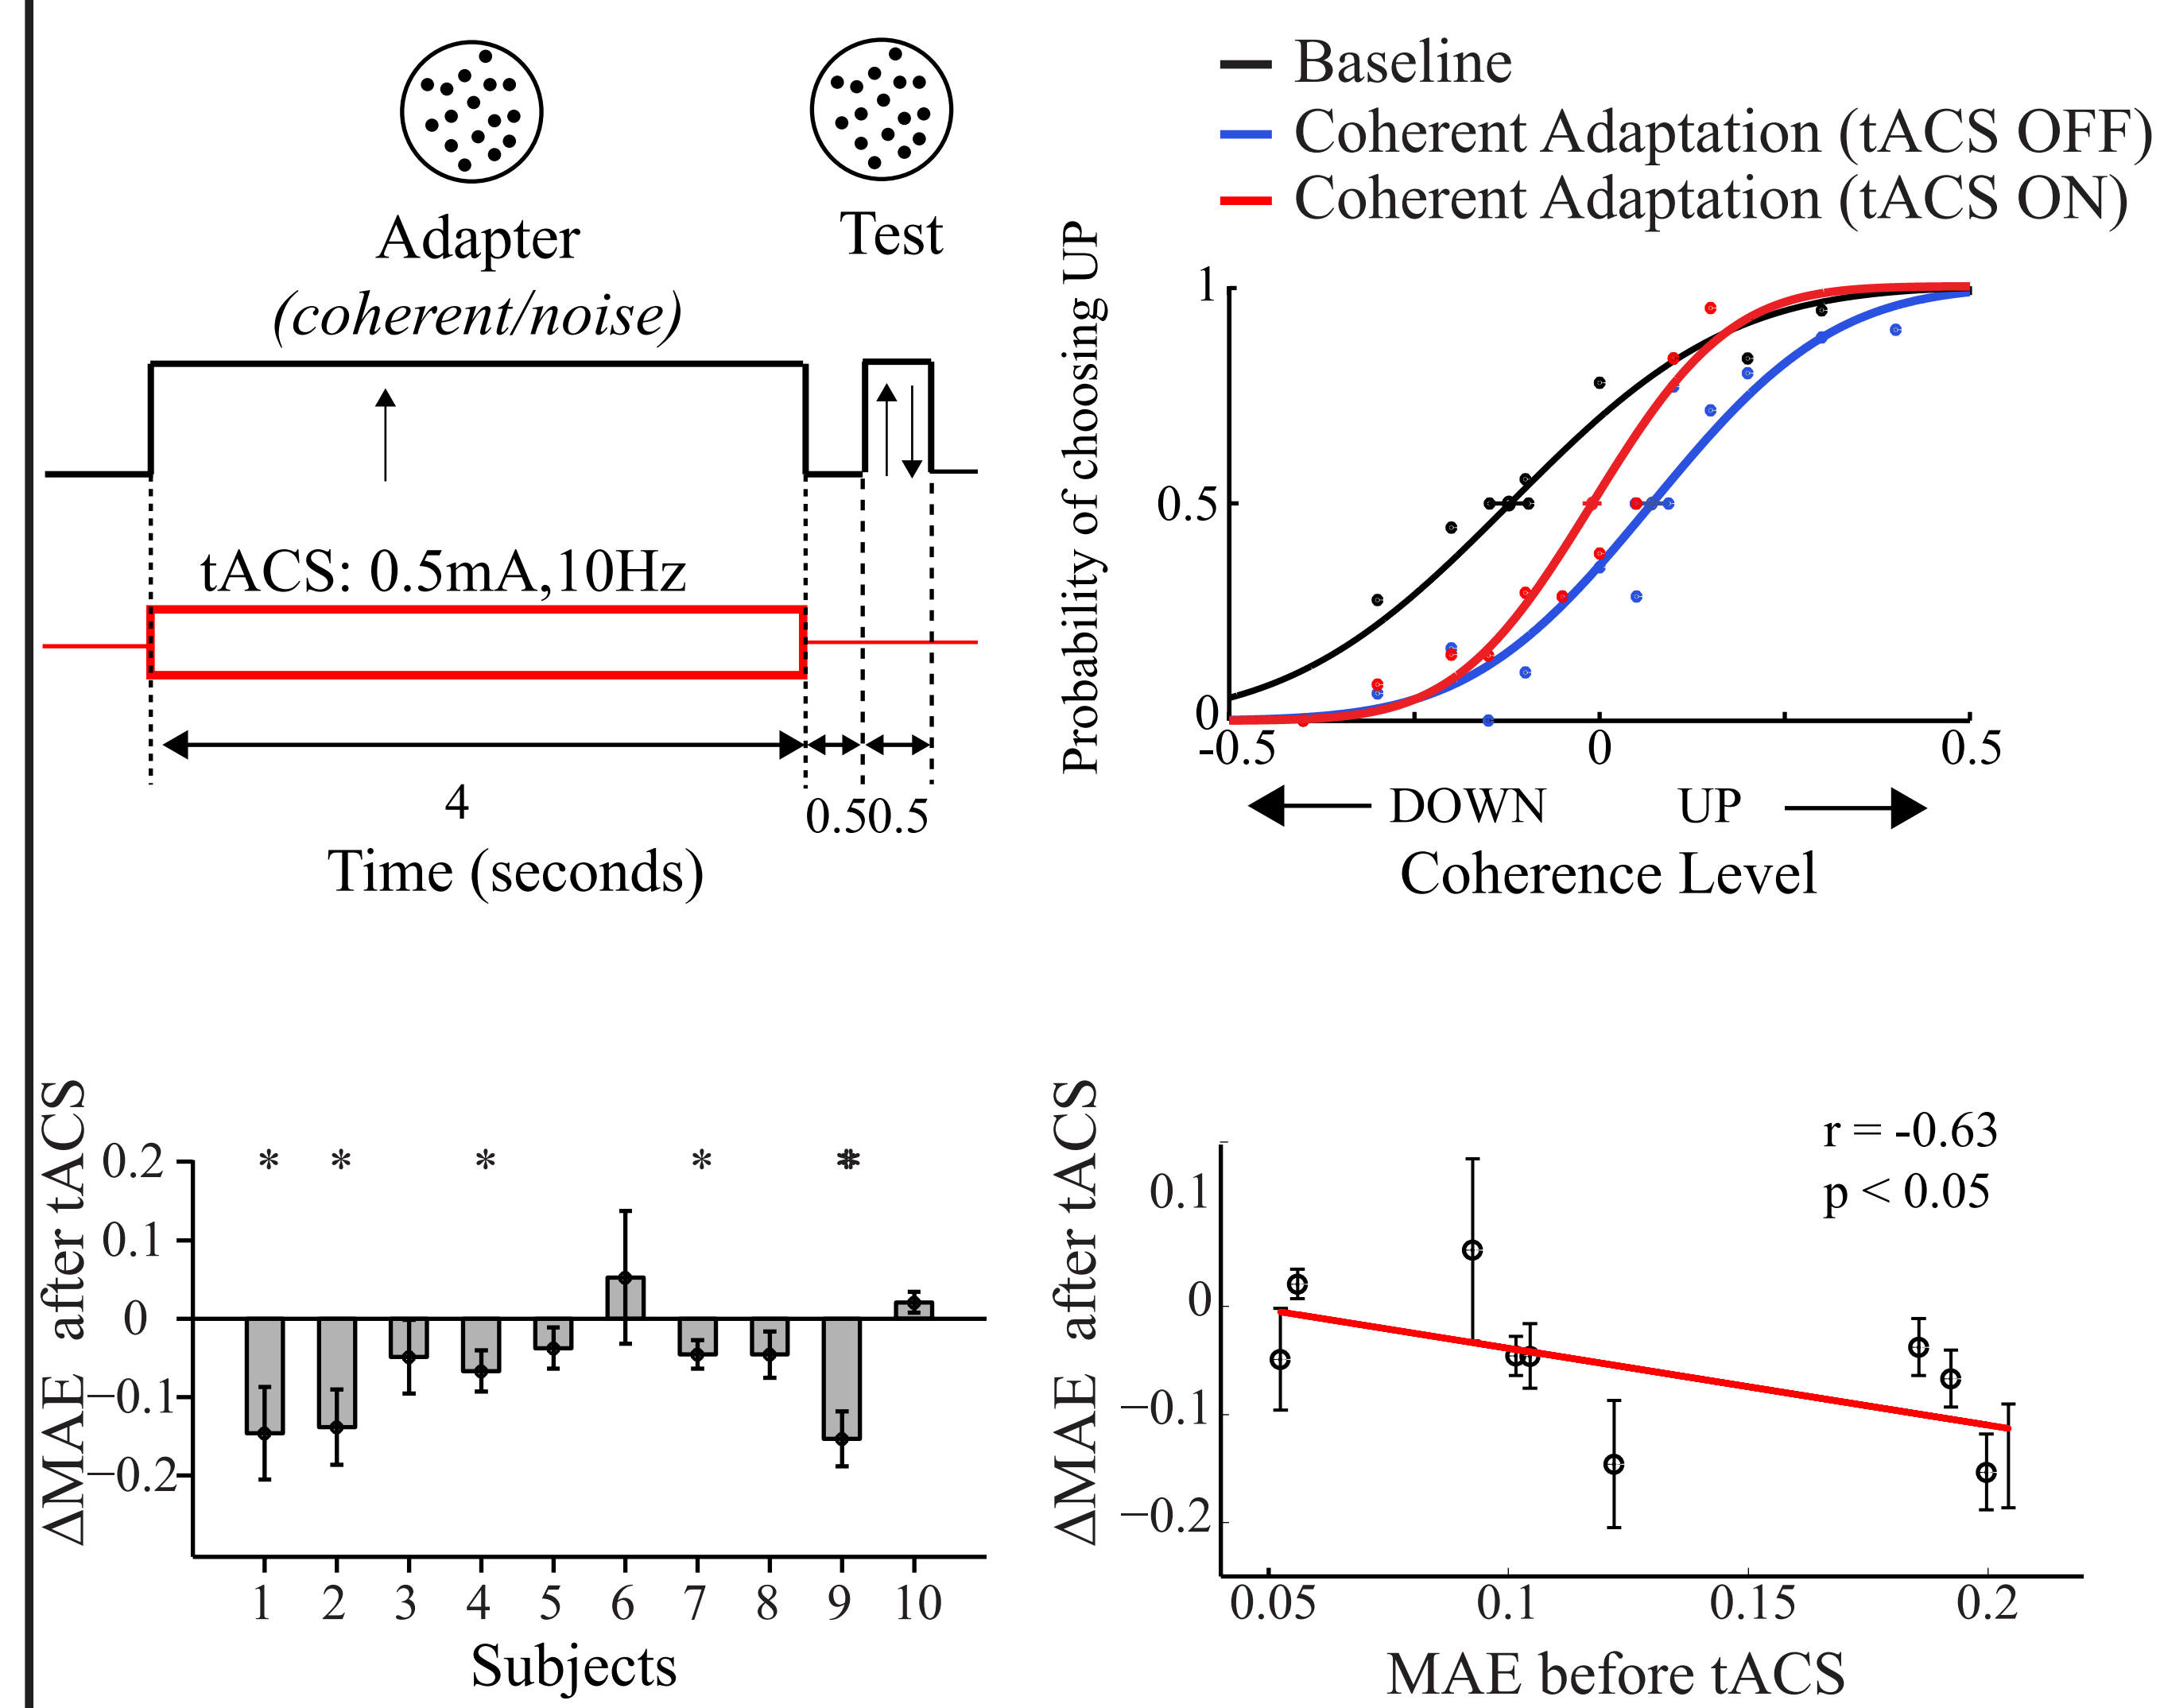 Adapter
(coherent/noise)
Test
tACS: 0.5mA,10Hz
4
0.5
0.5
Time (seconds)
Baseline
Coherent Adaptation (tACS OFF)
Coherent Adaptation (tACS ON)
Probability of choosing UP
1
0.5
0
-0.5
0
0.5
DOWN
UP
Coherence Level
ΔMAE after tACS
0.2
0.1
0
−0.1
−0.2
* * * * *
1 2 3 4 5 6 7 8 9 10
Subjects
ΔMAE after tACS
r = -0.63
p < 0.05
0.1
0
−0.1
−0.2
0.05 0.1 0.15 0.2
MAE before tACS